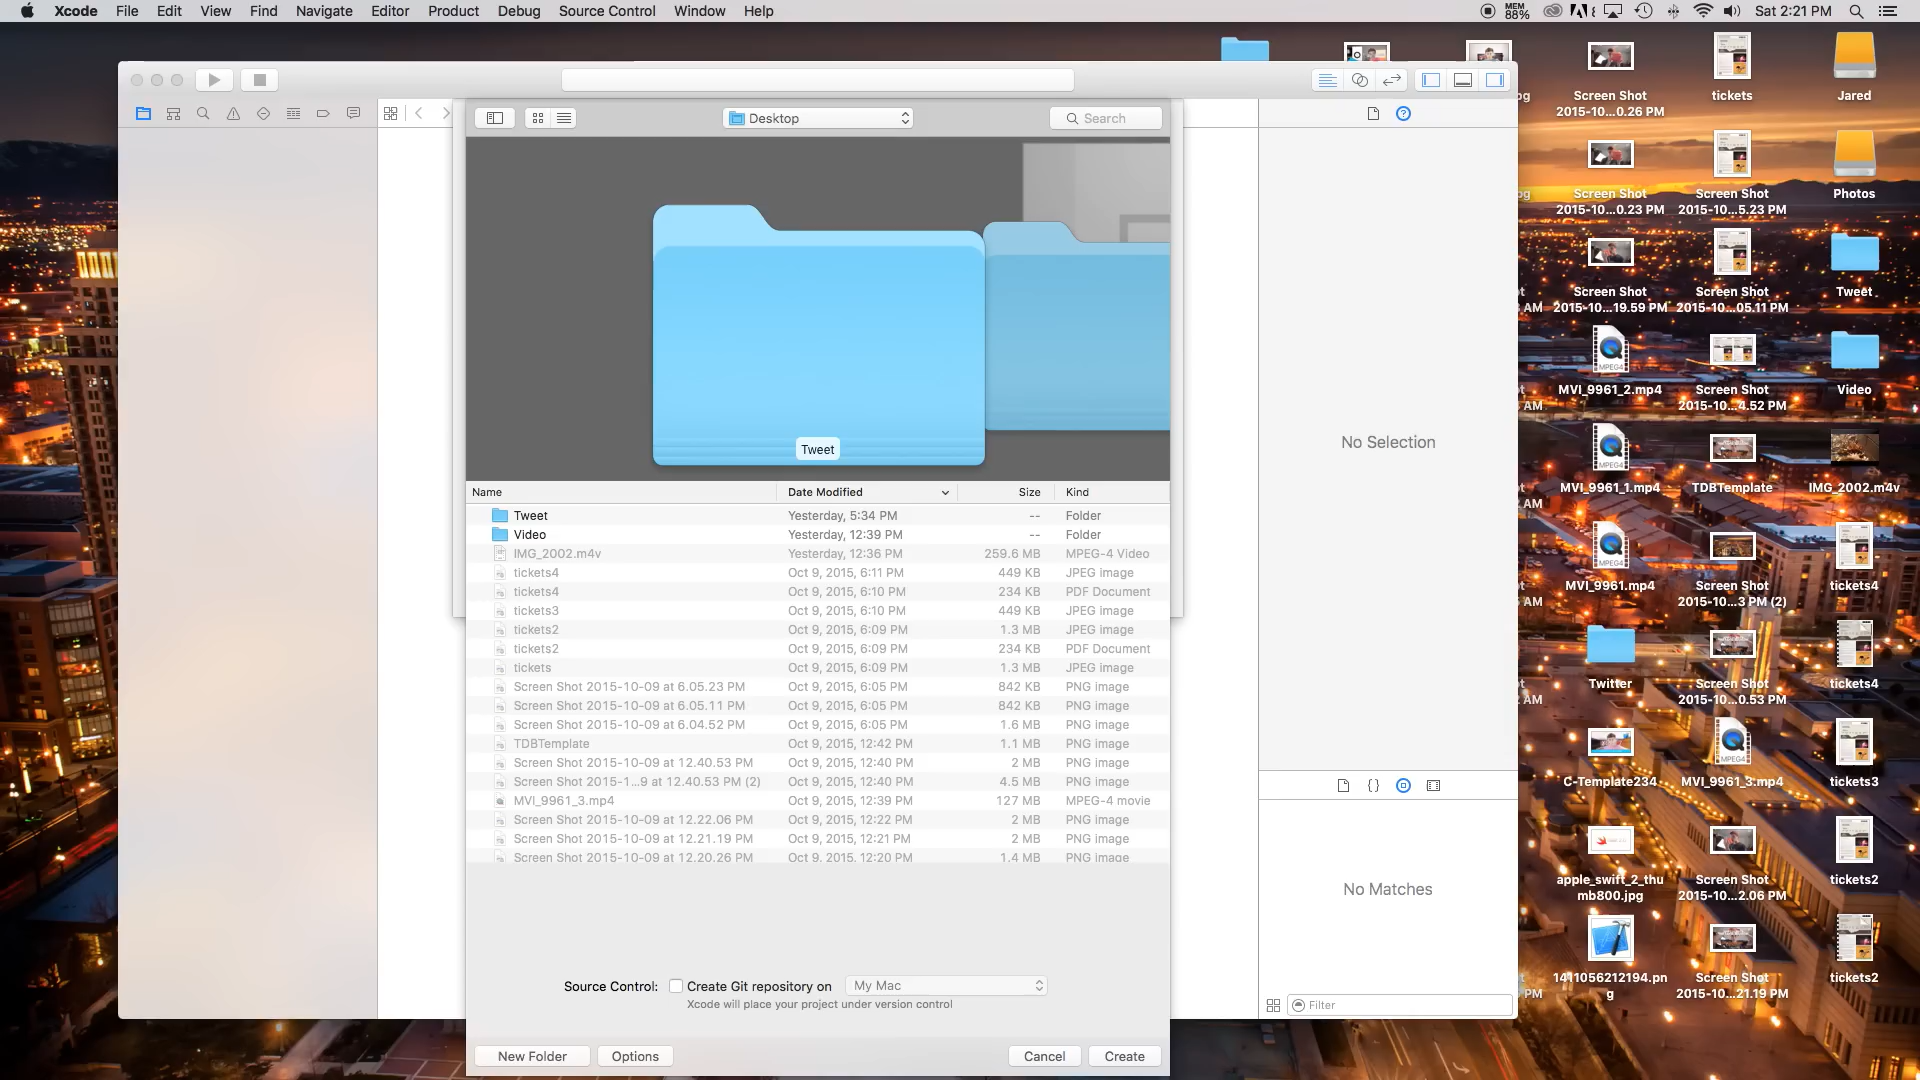 Xcode File Edit View Find Navigate Editor Product Debug Source Control Window Help
MEM 88% Sat 2:21 PM
Desktop
Search
Tweet
Name Date Modified Size Kind
Tweet Yesterday, 5:34 PM -- Folder
Video Yesterday, 12:39 PM -- Folder
IMG_2002.m4v Yesterday, 12:36 PM 259.6 MB MPEG-4 Video
tickets4 Oct 9, 2015, 6:11 PM 449 KB JPEG image
tickets4 Oct 9, 2015, 6:10 PM 234 KB PDF Document
tickets3 Oct 9, 2015, 6:10 PM 449 KB JPEG image
tickets2 Oct 9, 2015, 6:09 PM 1.3 MB JPEG image
tickets2 Oct 9, 2015, 6:09 PM 234 KB PDF Document
tickets Oct 9, 2015, 6:09 PM 1.3 MB JPEG image
Screen Shot 2015-10-09 at 6.05.23 PM Oct 9, 2015, 6:05 PM 842 KB PNG image
Screen Shot 2015-10-09 at 6.05.11 PM Oct 9, 2015, 6:05 PM 842 KB PNG image
Screen Shot 2015-10-09 at 6.04.52 PM Oct 9, 2015, 6:05 PM 1.6 MB PNG image
TDBTemplate Oct 9, 2015, 12:42 PM 1.1 MB PNG image
Screen Shot 2015-10-09 at 12.40.53 PM Oct 9, 2015, 12:40 PM 2 MB PNG image
Screen Shot 2015-1...9 at 12.40.53 PM (2) Oct 9, 2015, 12:40 PM 4.5 MB PNG image
MVI_9961_3.mp4 Oct 9, 2015, 12:39 PM 127 MB MPEG-4 movie
Screen Shot 2015-10-09 at 12.22.06 PM Oct 9, 2015, 12:22 PM 2 MB PNG image
Screen Shot 2015-10-09 at 12.21.19 PM Oct 9, 2015, 12:21 PM 2 MB PNG image
Screen Shot 2015-10-09 at 12.20.26 PM Oct 9, 2015, 12:20 PM 1.4 MB PNG image
Source Control: Create Git repository on My Mac
Xcode will place your project under version control
New Folder Options Cancel Create
No Selection
No Matches
Filter
Screen Shot
2015-10...0.26 PM
tickets
Jared
Screen Shot
2015-10...0.23 PM
Screen Shot
2015-10...5.23 PM
Photos
Screen Shot
2015-10...19.59 PM
Screen Shot
2015-10...05.11 PM
Tweet
MPEG4
MVI_9961_2.mp4
Screen Shot
2015-10...4.52 PM
Video
MPEG4
MVI_9961_1.mp4
TDBTemplate
IMG_2002.m4v
MPEG4
MVI_9961.mp4
Screen Shot
2015-10...3 PM (2)
tickets4
Twitter
Screen Shot
2015-10...0.53 PM
tickets4
C-Template234
MPEG4
MVI_9961_3.mp4
tickets3
apple_swift_2_thu
mb800.jpg
Screen Shot
2015-10...2.06 PM
tickets2
1411056212194.pn
g
Screen Shot
2015-10...21.19 PM
tickets2